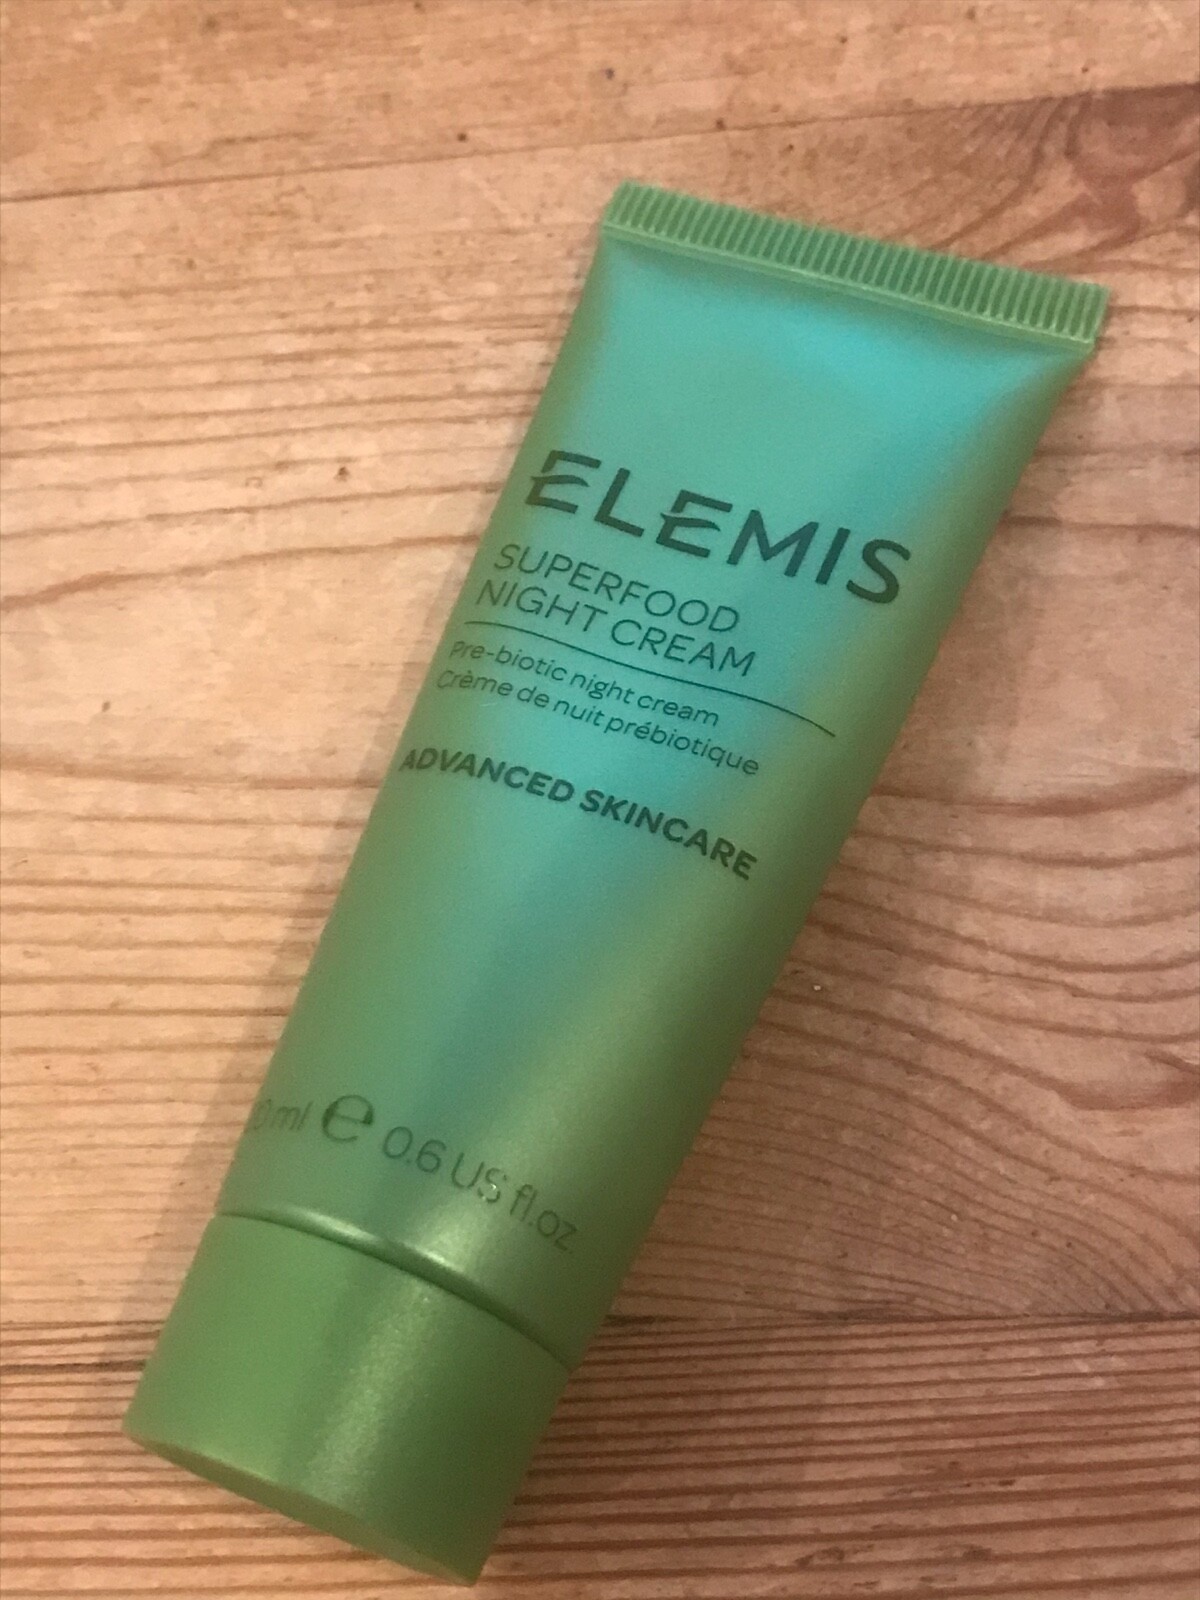 ELEMIS
SUPERFOOD
NIGHT CREAM
Pre-biotic night cream
Crème de nuit prébiotique
ADVANCED SKINCARE
ml e 0.6 US fl.oz.